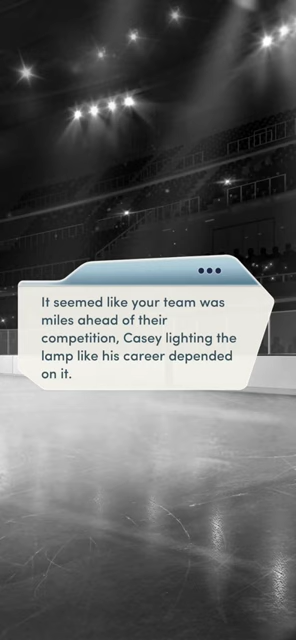 It seemed like your team was
miles ahead of their
competition, Casey lighting the
lamp like his career depended
on it.